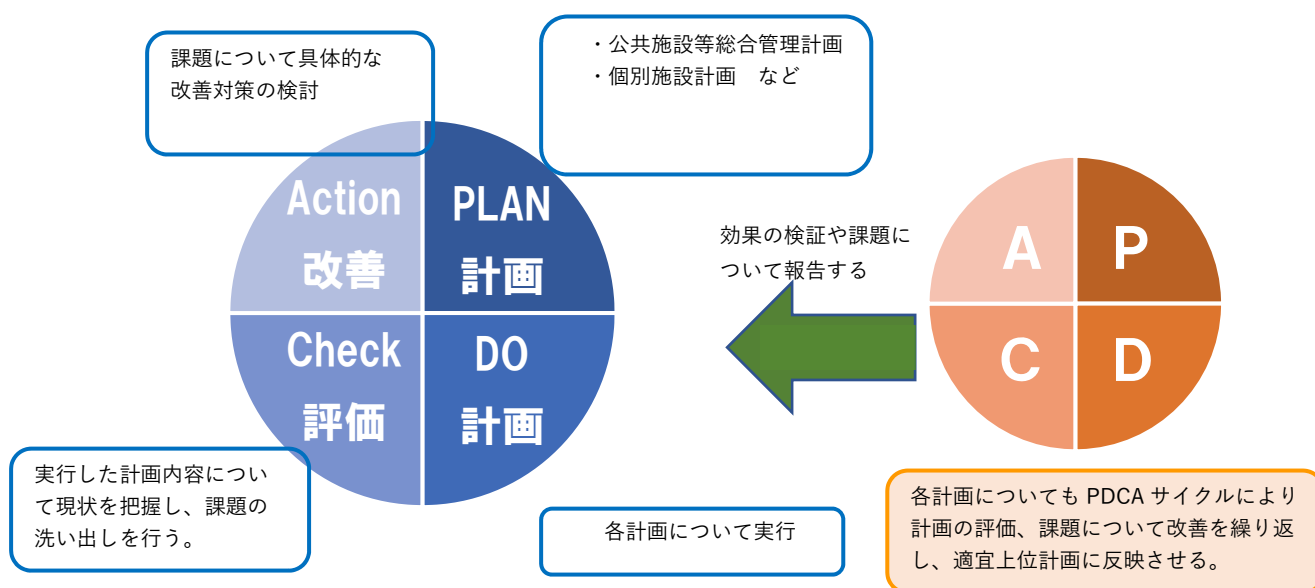 課題について具体的な
改善対策の検討
・公共施設等総合管理計画
・個別施設計画　など
Action
改善
PLAN
計画
Check
評価
DO
計画
実行した計画内容につい
て現状を把握し、課題の
洗い出しを行う。
各計画について実行
効果の検証や課題に
ついて報告する
A
P
C
D
各計画についても PDCA サイクルにより
計画の評価、課題について改善を繰り返
し、適宜上位計画に反映させる。